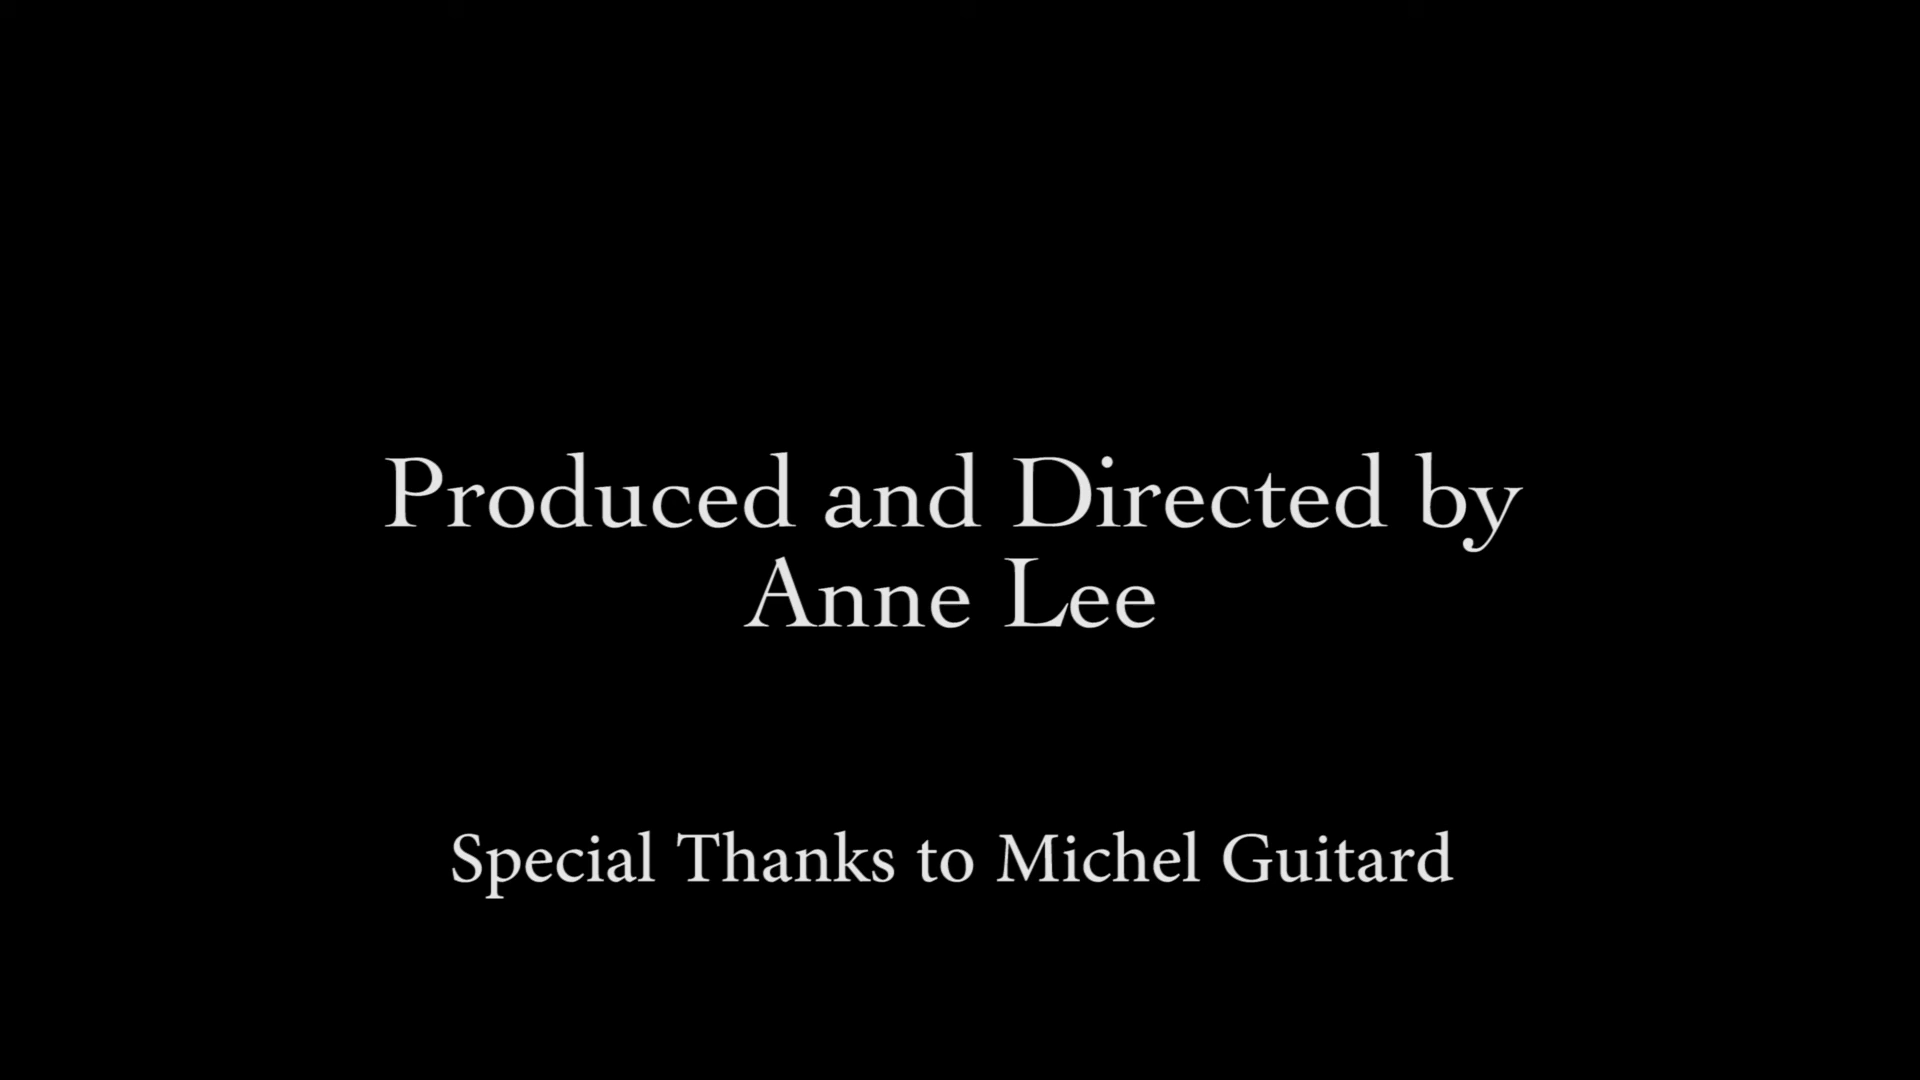 Produced and Directed by
Anne Lee
Special Thanks to Michel Guitard